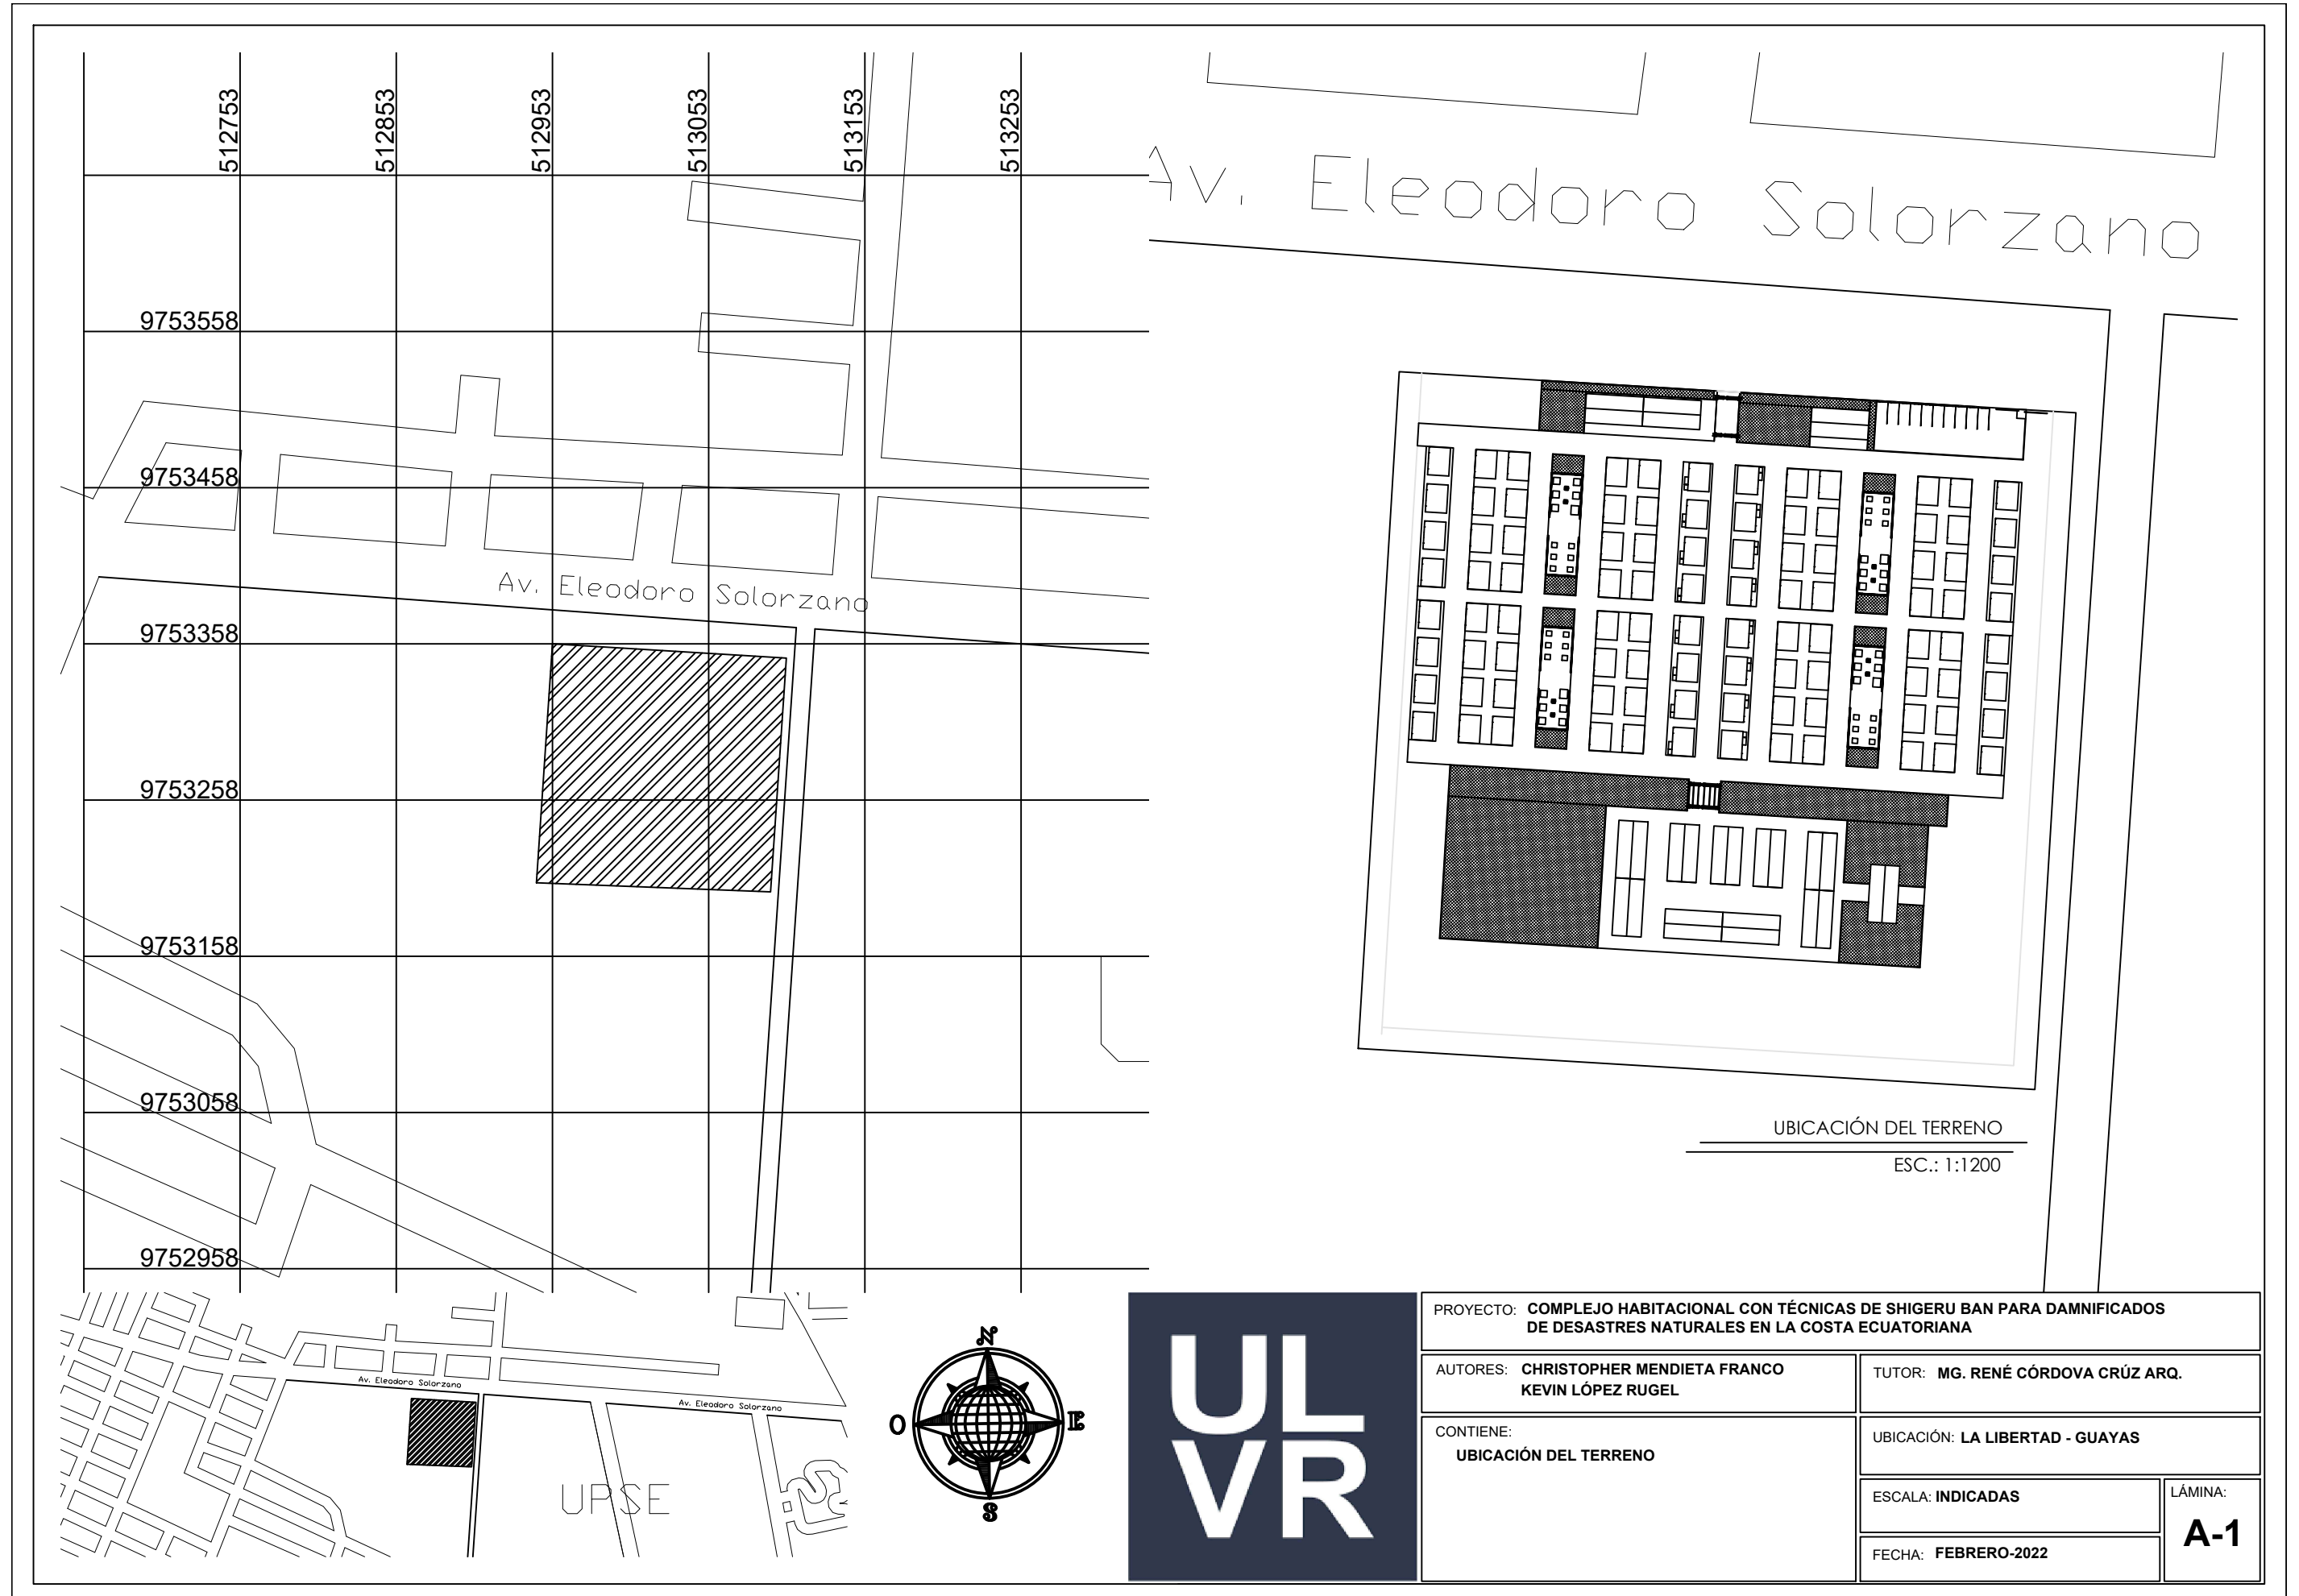 512753
512853
512953
513053
513153
513253
9753558
9753458
9753358
9753258
9753158
9753058
9752958
Av. Eleodoro Solorzano
Av. Eleodoro Solorzano
UBICACIÓN DEL TERRENO
ESC.: 1:1200
Av. Eleodoro Solorzano
Av. Eleodoro Solorzano
UPSE
N
O
E
S
UL
VR
PROYECTO: COMPLEJO HABITACIONAL CON TÉCNICAS DE SHIGERU BAN PARA DAMNIFICADOS
DE DESASTRES NATURALES EN LA COSTA ECUATORIANA
AUTORES: CHRISTOPHER MENDIETA FRANCO
KEVIN LÓPEZ RUGEL
TUTOR: MG. RENÉ CÓRDOVA CRÚZ ARQ.
CONTIENE:
UBICACIÓN DEL TERRENO
UBICACIÓN: LA LIBERTAD - GUAYAS
ESCALA: INDICADAS
LÁMINA:
A-1
FECHA: FEBRERO-2022